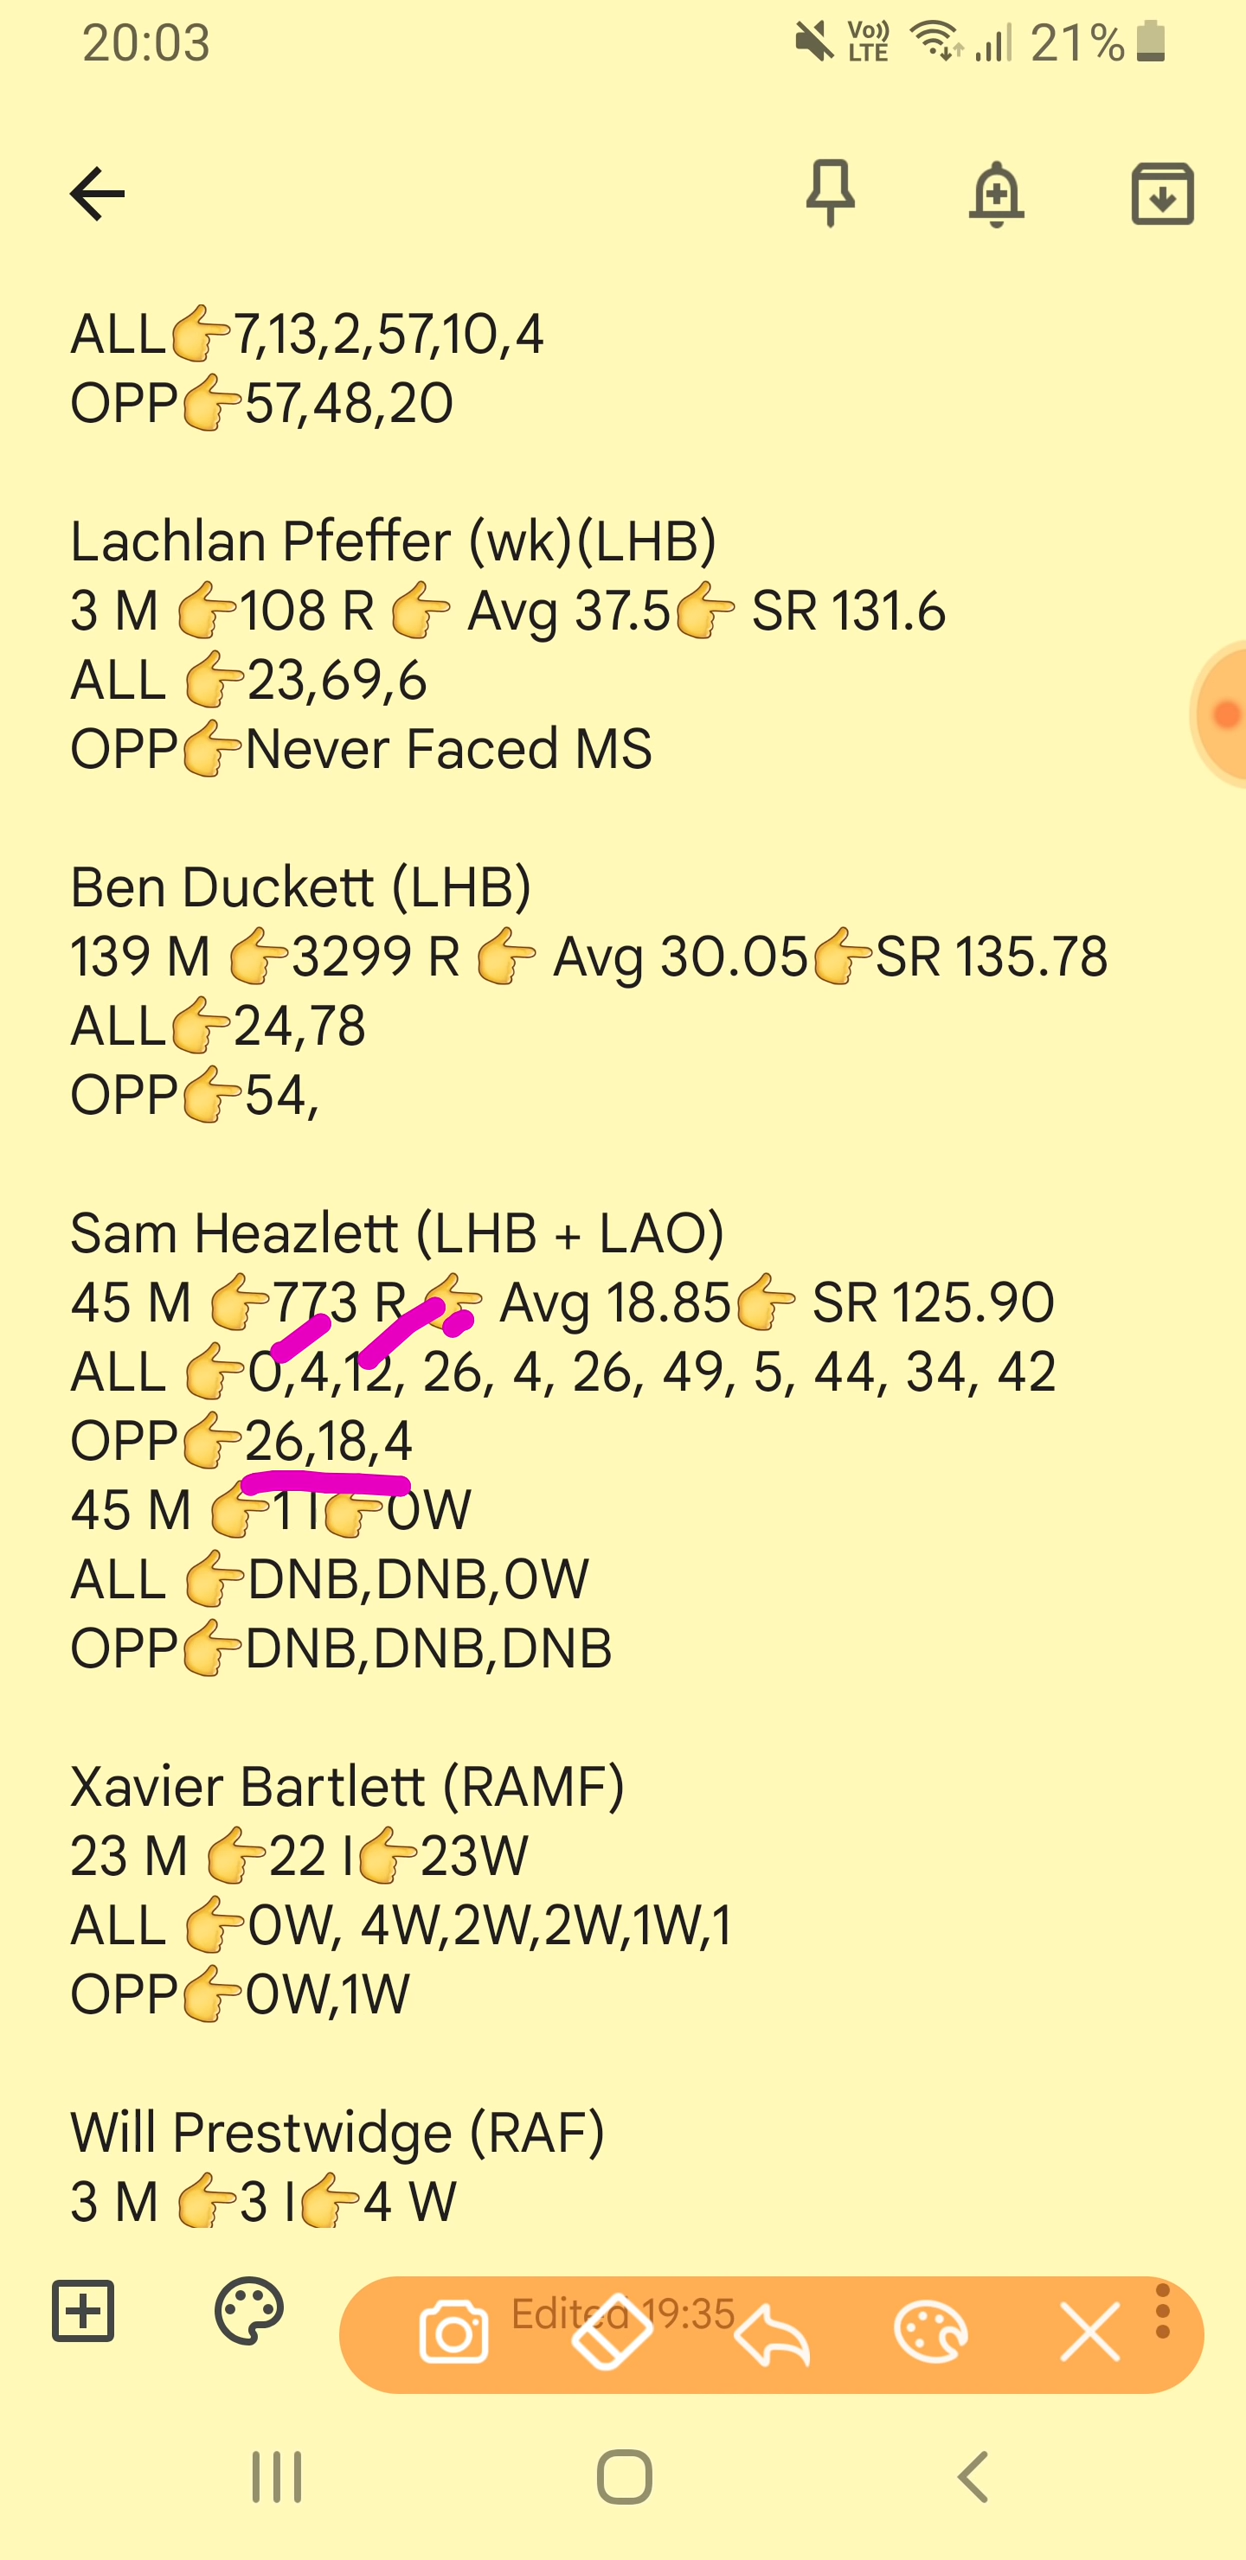 20:03 Vo)) LTE 21%
ALL👉7,13,2,57,10,4
OPP👉57,48,20
Lachlan Pfeffer (wk)(LHB)
3 M 👉108 R 👉 Avg 37.5👉 SR 131.6
ALL 👉23,69,6
OPP👉Never Faced MS
Ben Duckett (LHB)
139 M 👉3299 R 👉 Avg 30.05👉SR 135.78
ALL👉24,78
OPP👉54,
Sam Heazlett (LHB + LAO)
45 M 👉773 R 👉 Avg 18.85👉 SR 125.90
ALL 👉0,4,12, 26, 4, 26, 49, 5, 44, 34, 42
OPP👉26,18,4
45 M 👉1 I👉0W
ALL 👉DNB,DNB,0W
OPP👉DNB,DNB,DNB
Xavier Bartlett (RAMF)
23 M 👉22 I👉23W
ALL 👉0W, 4W,2W,2W,1W,1
OPP👉0W,1W
Will Prestwidge (RAF)
3 M 👉3 I👉4 W
Edited 19:35